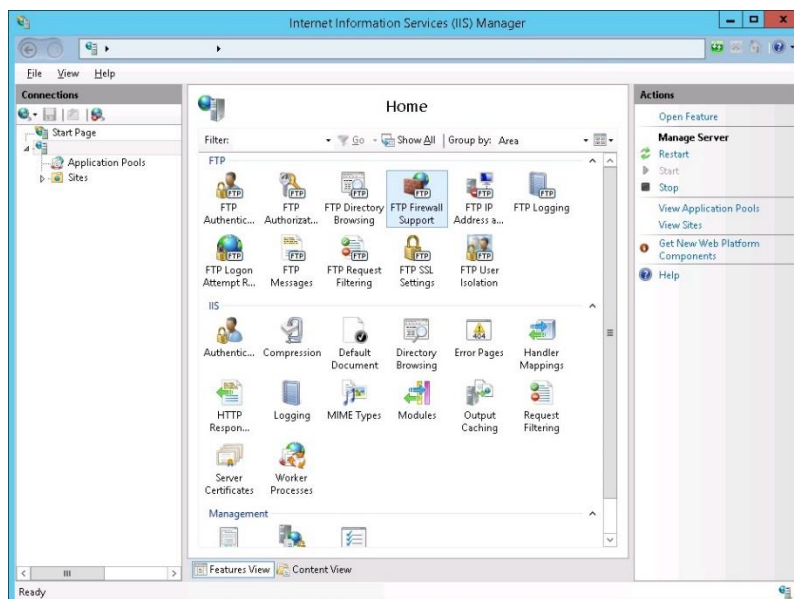 Internet Information Services (IIS) Manager
File View Help
Connections
Start Page
Application Pools
Sites
Home
Filter: Go Show All Group by: Area
FTP
FTP Authentic...
FTP Authorizat...
FTP Directory Browsing
FTP Firewall Support
FTP IP Address a...
FTP Logging
FTP Logon Attempt R...
FTP Messages
FTP Request Filtering
FTP SSL Settings
FTP User Isolation
IIS
Authentic...
Compression
Default Document
Directory Browsing
Error Pages
Handler Mappings
HTTP Respon...
Logging
MIME Types
Modules
Output Caching
Request Filtering
Server Certificates
Worker Processes
Management
Features View Content View
Actions
Open Feature
Manage Server
Restart
Start
Stop
View Application Pools
View Sites
Get New Web Platform
Components
Help
Ready